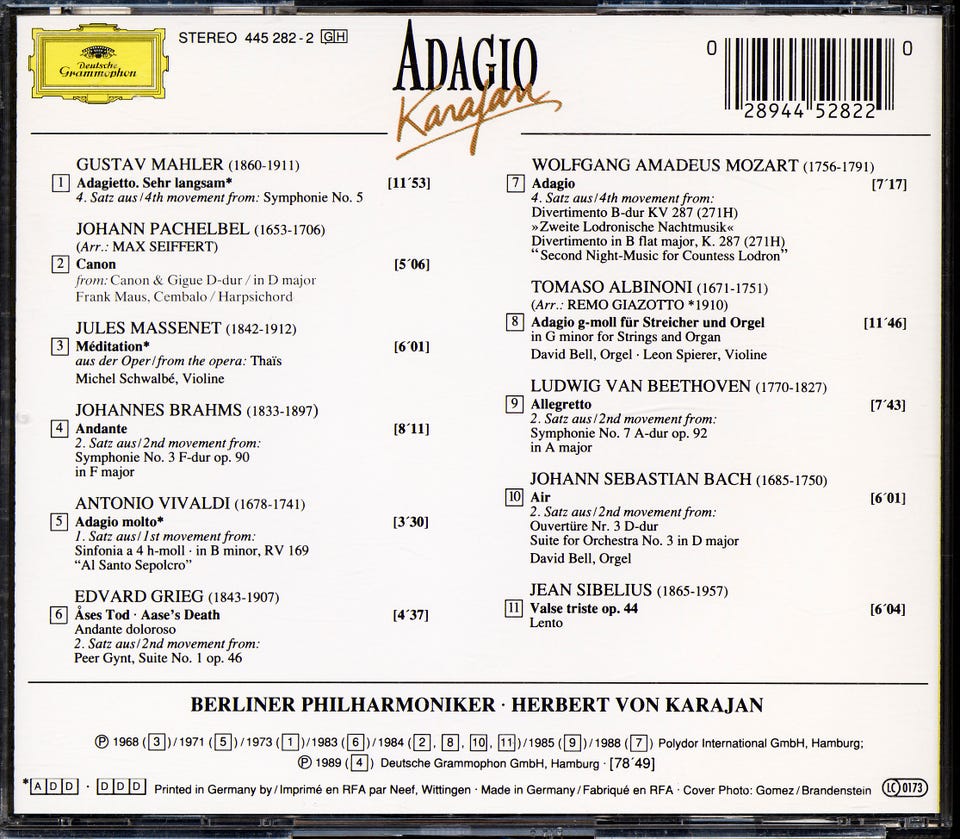 Deutsche
Grammophon
STEREO 445 282-2 GH
ADAGIO
Karajan
0 28944 52822 0
GUSTAV MAHLER (1860-1911)
1 Adagietto. Sehr langsam* [11´53]
4. Satz aus/4th movement from: Symphonie No. 5
JOHANN PACHELBEL (1653-1706)
(Arr.: MAX SEIFFERT)
2 Canon [5´06]
from: Canon & Gigue D-dur / in D major
Frank Maus, Cembalo / Harpsichord
JULES MASSENET (1842-1912)
3 Méditation* [6´01]
aus der Oper/from the opera: Thaïs
Michel Schwalbé, Violine
JOHANNES BRAHMS (1833-1897)
4 Andante [8´11]
2. Satz aus/2nd movement from:
Symphonie No. 3 F-dur op. 90
in F major
ANTONIO VIVALDI (1678-1741)
5 Adagio molto* [3´30]
1. Satz aus/1st movement from:
Sinfonia a 4 h-moll · in B minor, RV 169
“Al Santo Sepolcro”
EDVARD GRIEG (1843-1907)
6 Åses Tod · Aase's Death [4´37]
Andante doloroso
2. Satz aus/2nd movement from:
Peer Gynt, Suite No. 1 op. 46
WOLFGANG AMADEUS MOZART (1756-1791)
7 Adagio [7´17]
4. Satz aus/4th movement from:
Divertimento B-dur KV 287 (271H)
»Zweite Lodronische Nachtmusik«
Divertimento in B flat major, K. 287 (271H)
“Second Night-Music for Countess Lodron”
TOMASO ALBINONI (1671-1751)
(Arr.: REMO GIAZOTTO *1910)
8 Adagio g-moll für Streicher und Orgel [11´46]
in G minor for Strings and Organ
David Bell, Orgel · Leon Spierer, Violine
LUDWIG VAN BEETHOVEN (1770-1827)
9 Allegretto [7´43]
2. Satz aus/2nd movement from:
Symphonie No. 7 A-dur op. 92
in A major
JOHANN SEBASTIAN BACH (1685-1750)
10 Air [6´01]
2. Satz aus/2nd movement from:
Ouvertüre Nr. 3 D-dur
Suite for Orchestra No. 3 in D major
David Bell, Orgel
JEAN SIBELIUS (1865-1957)
11 Valse triste op. 44 [6´04]
Lento
BERLINER PHILHARMONIKER · HERBERT VON KARAJAN
℗ 1968 (3)/1971 (5)/1973 (1)/1983 (6)/1984 (2, 8, 10, 11)/1985 (9)/1988 (7) Polydor International GmbH, Hamburg;
℗ 1989 (4) Deutsche Grammophon GmbH, Hamburg · [78´49]
*ADD · DDD Printed in Germany by / Imprimé en RFA par Neef, Wittingen · Made in Germany / Fabriqué en RFA · Cover Photo: Gomez / Brandenstein LC 0173